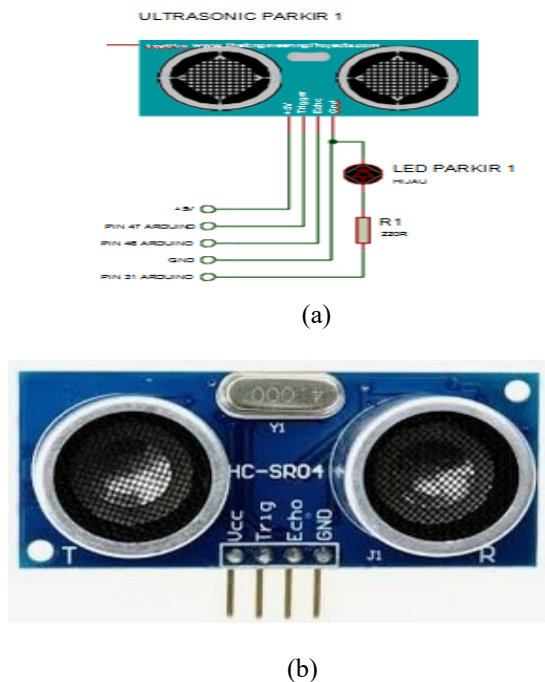 ULTRASONIC PARKIR 1
www.TheEngineeringProjects.com
+5V
Trigger
Echo
Gnd
LED PARKIR 1
HIJAU
R1
220R
+5V
PIN 47 ARDUINO
PIN 46 ARDUINO
GND
PIN 31 ARDUINO
(a)
Y1
HC-SR04
Vcc
Trig
Echo
GND
T
J1
R
(b)